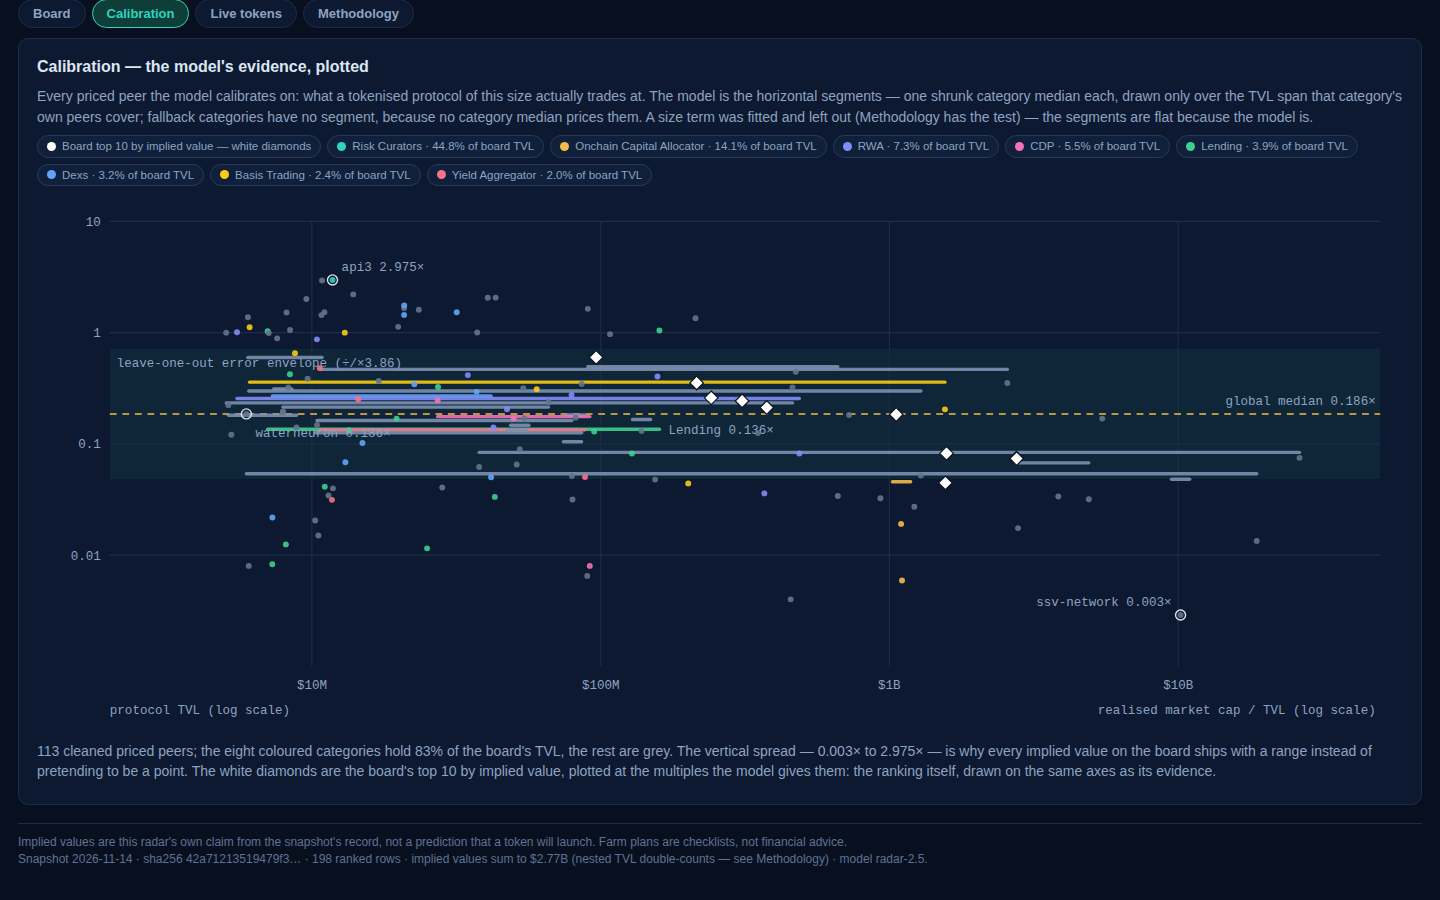 Board Calibration Live tokens Methodology
Calibration — the model's evidence, plotted
Every priced peer the model calibrates on: what a tokenised protocol of this size actually trades at. The model is the horizontal segments — one shrunk category median each, drawn only over the TVL span that category's
own peers cover; fallback categories have no segment, because no category median prices them. A size term was fitted and left out (Methodology has the test) — the segments are flat because the model is.
Board top 10 by implied value — white diamonds Risk Curators · 44.8% of board TVL Onchain Capital Allocator · 14.1% of board TVL RWA · 7.3% of board TVL CDP · 5.5% of board TVL Lending · 3.9% of board TVL
Dexs · 3.2% of board TVL Basis Trading · 2.4% of board TVL Yield Aggregator · 2.0% of board TVL
10
api3 2.975×
1
leave-one-out error envelope (÷/×3.86)
global median 0.186×
waterneuron 0.186×
Lending 0.136×
0.1
0.01
ssv-network 0.003×
$10M $100M $1B $10B
protocol TVL (log scale) realised market cap / TVL (log scale)
113 cleaned priced peers; the eight coloured categories hold 83% of the board's TVL, the rest are grey. The vertical spread — 0.003× to 2.975× — is why every implied value on the board ships with a range instead of
pretending to be a point. The white diamonds are the board's top 10 by implied value, plotted at the multiples the model gives them: the ranking itself, drawn on the same axes as its evidence.
Implied values are this radar's own claim from the snapshot's record, not a prediction that a token will launch. Farm plans are checklists, not financial advice.
Snapshot 2026-11-14 · sha256 42a71213519479f3… · 198 ranked rows · implied values sum to $2.77B (nested TVL double-counts — see Methodology) · model radar-2.5.